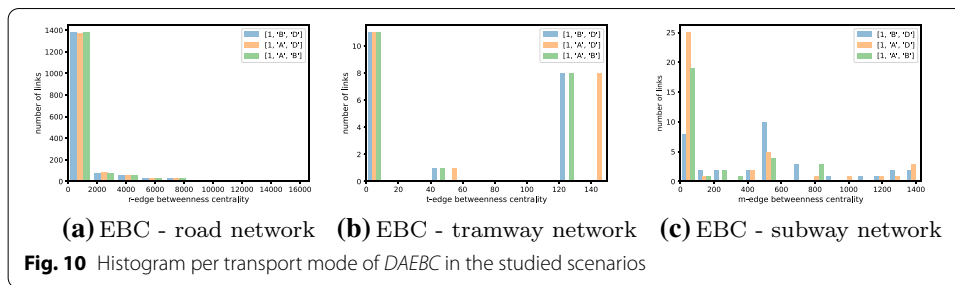 1400
1200
1000
800
600
400
200
0
number of links
[1, 'B', 'D']
[1, 'A', 'D']
[1, 'A', 'B']
0 2000 4000 6000 8000 10000 12000 14000 16000
r-edge betweenness centrality
(a) EBC - road network
10
8
6
4
2
0
number of links
[1, 'B', 'D']
[1, 'A', 'D']
[1, 'A', 'B']
0 20 40 60 80 100 120 140
t-edge betweenness centrality
(b) EBC - tramway network
25
20
15
10
5
0
number of links
[1, 'B', 'D']
[1, 'A', 'D']
[1, 'A', 'B']
0 200 400 600 800 1000 1200 1400
m-edge betweenness centrality
(c) EBC - subway network
Fig. 10 Histogram per transport mode of DAEBC in the studied scenarios